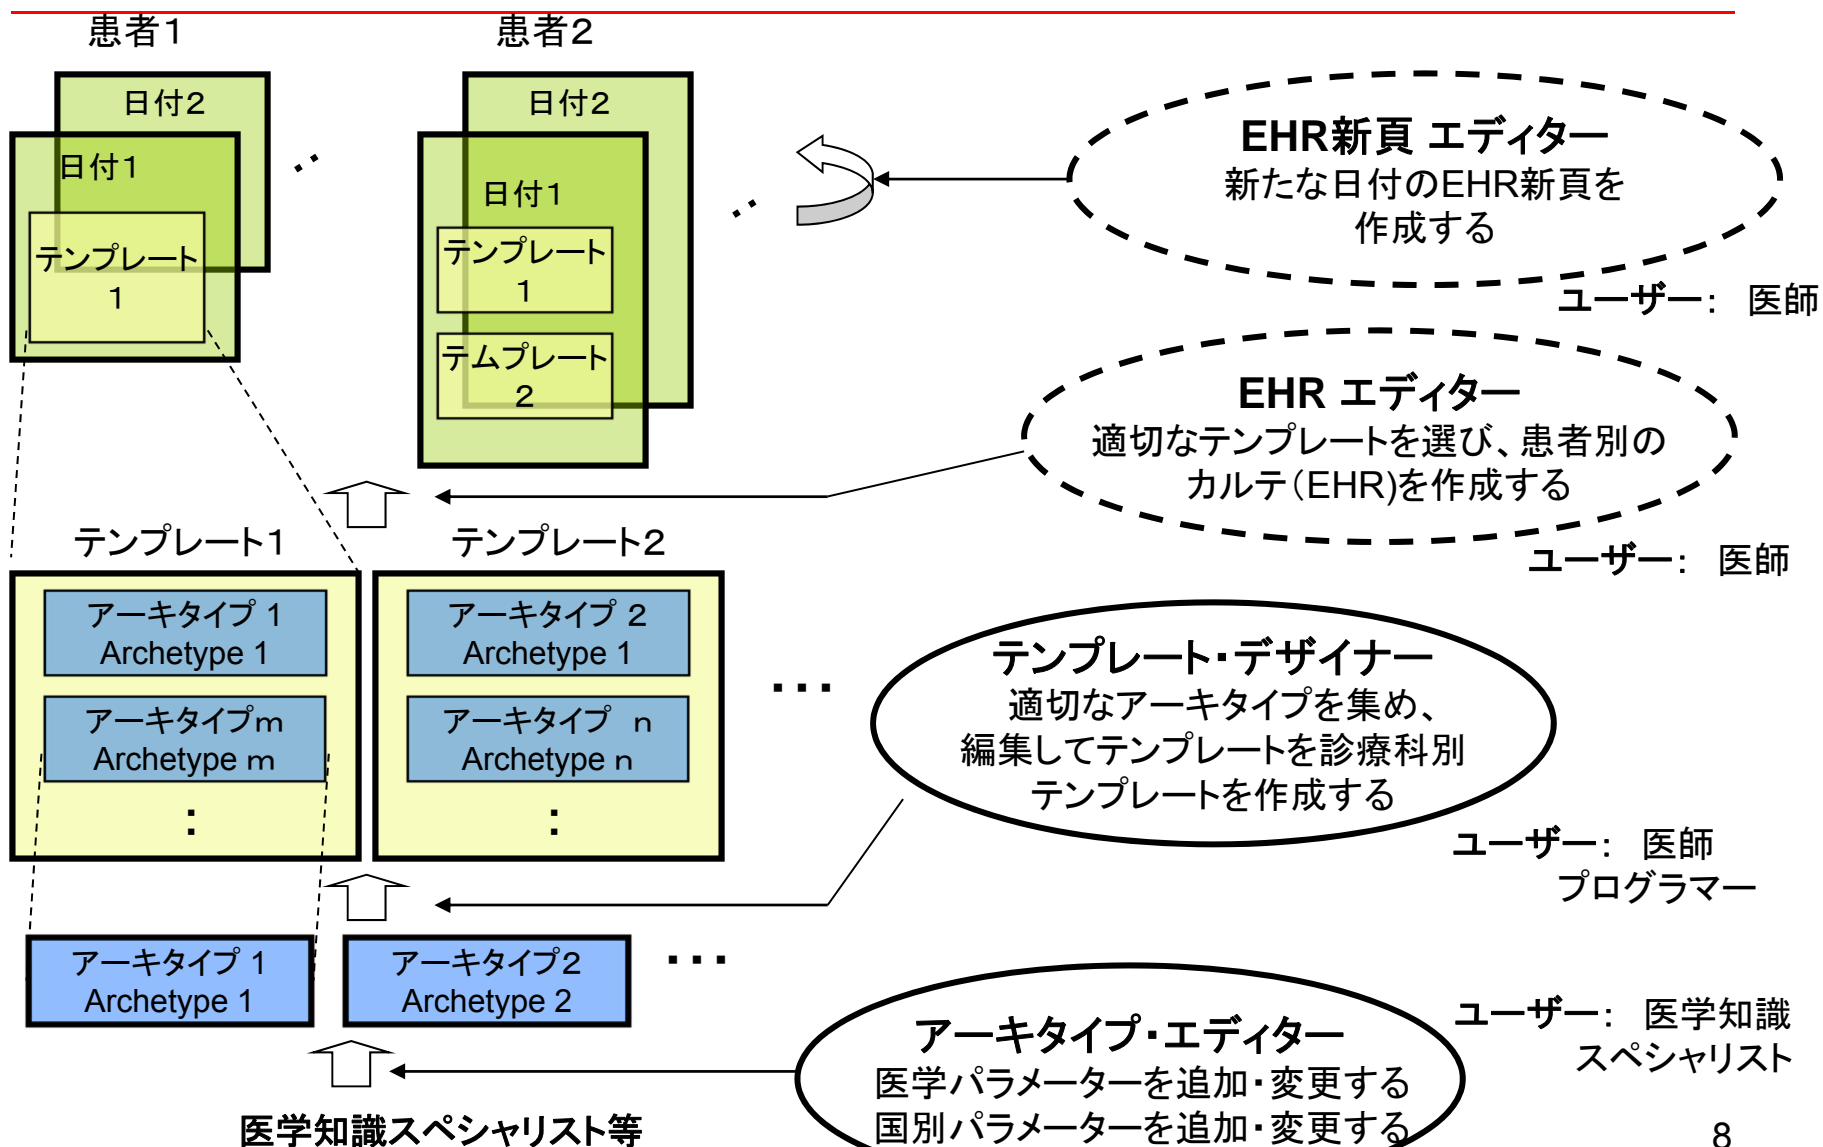 患者１
患者２
日付２
日付１
テンプレート
１
日付２
日付１
テンプレート
１
テムプレート
２
EHR新頁 エディター
新たな日付のEHR新頁を
作成する
ユーザー： 医師
EHR エディター
適切なテンプレートを選び、患者別の
カルテ（EHR)を作成する
ユーザー： 医師
テンプレート１
テンプレート２
アーキタイプ 1
Archetype 1
アーキタイプｍ
Archetype ｍ
：
アーキタイプ ２
Archetype 1
アーキタイプ ｎ
Archetype ｎ
：
…
テンプレート・デザイナー
適切なアーキタイプを集め、
編集してテンプレートを診療科別
テンプレートを作成する
ユーザー： 医師
プログラマー
アーキタイプ 1
Archetype 1
アーキタイプ２
Archetype 2
…
アーキタイプ・エディター
医学パラメーターを追加・変更する
国別パラメーターを追加・変更する
ユーザー： 医学知識
スペシャリスト
医学知識スペシャリスト等
8